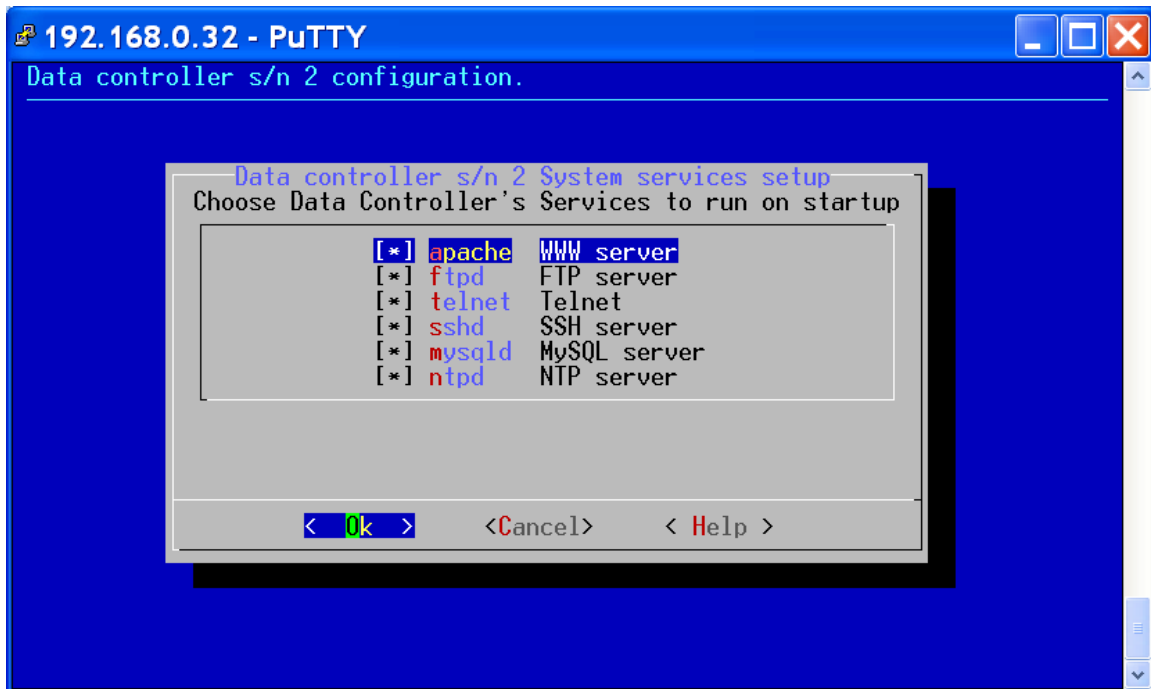 192.168.0.32 - PuTTY
Data controller s/n 2 configuration.
Data controller s/n 2 System services setup
Choose Data Controller's Services to run on startup
[*] apache WWW server
[*] ftpd FTP server
[*] telnet Telnet
[*] sshd SSH server
[*] mysqld MySQL server
[*] ntpd NTP server
< Ok > <Cancel> < Help >